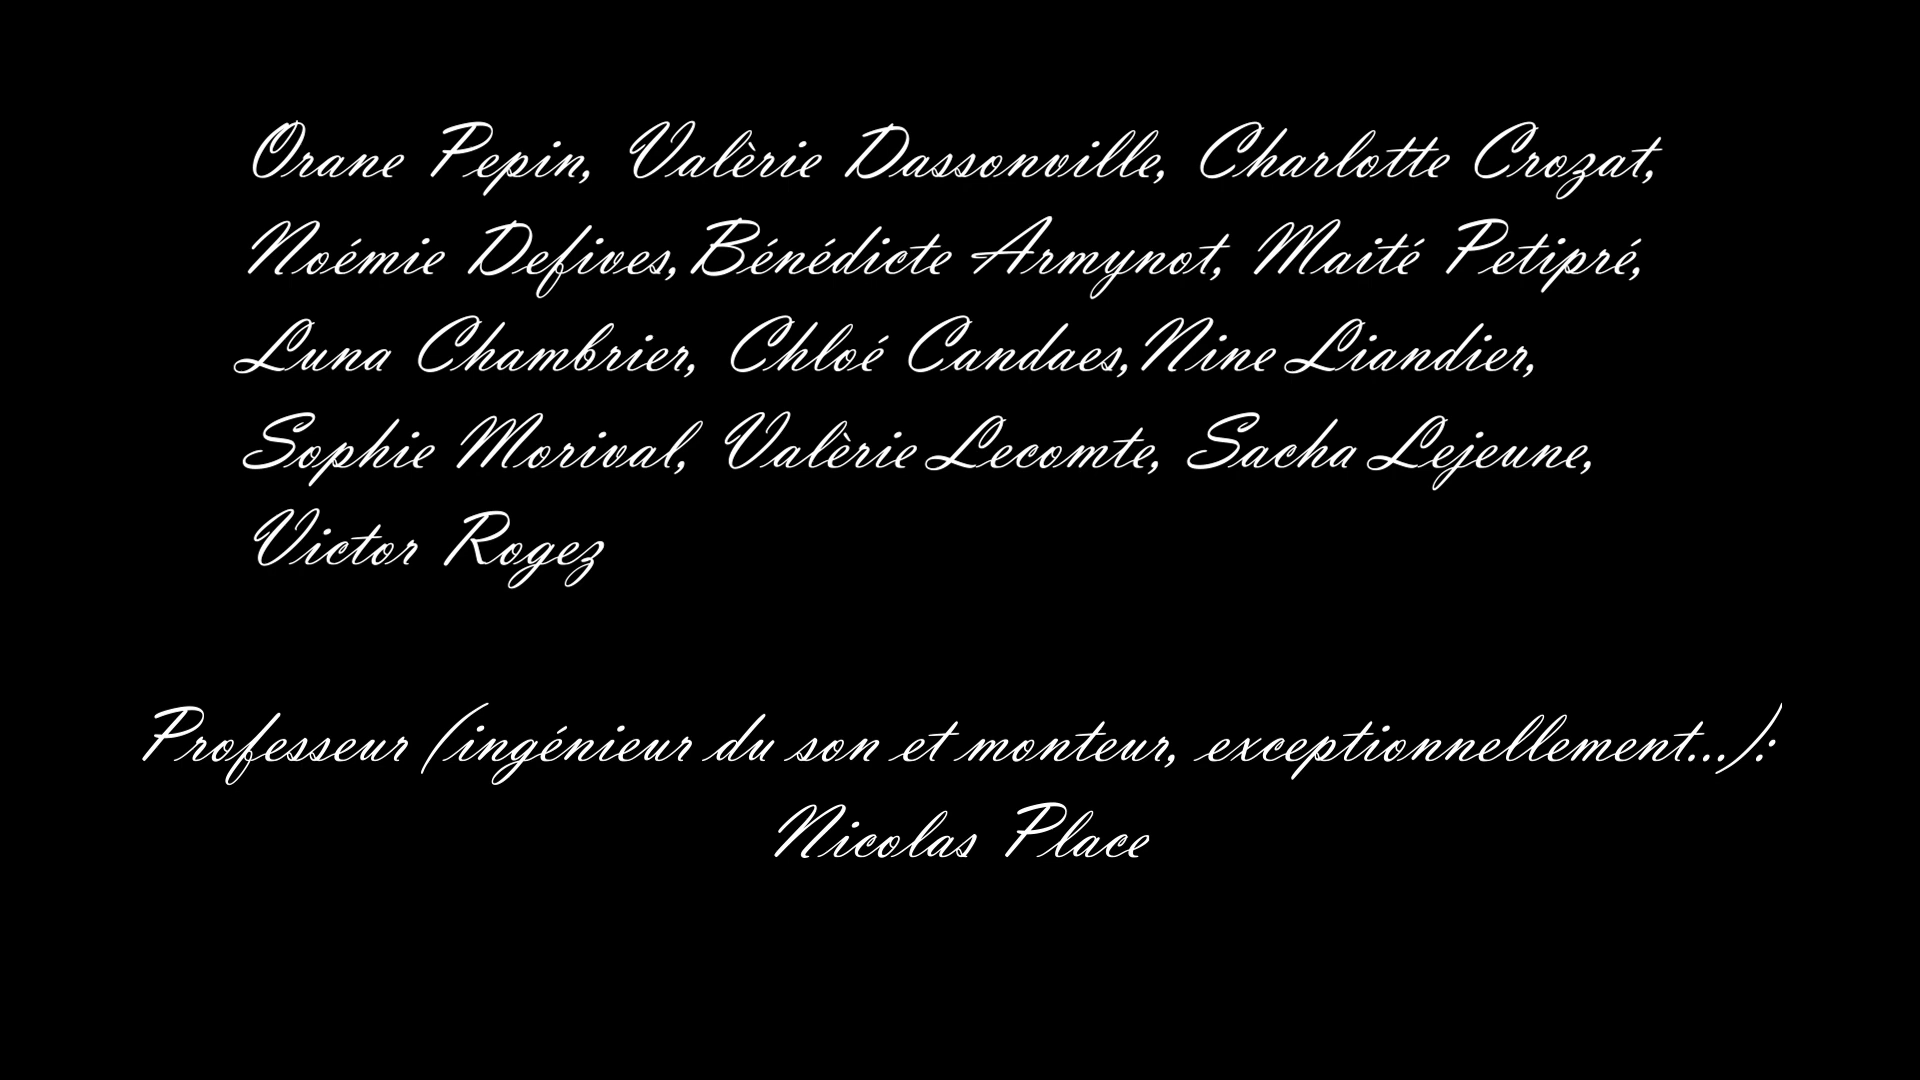 Orane Pepin, Valèrie Dassonville, Charlotte Crozat,
Noémie Defives, Bénédicte Armynot, Maité Petipré,
Luna Chambrier, Chloé Candaes, Nine Liandier,
Sophie Morival, Valèrie Lecomte, Sacha Lejeune,
Victor Rogez
Professeur (ingénieur du son et monteur, exceptionnellement...):
Nicolas Place